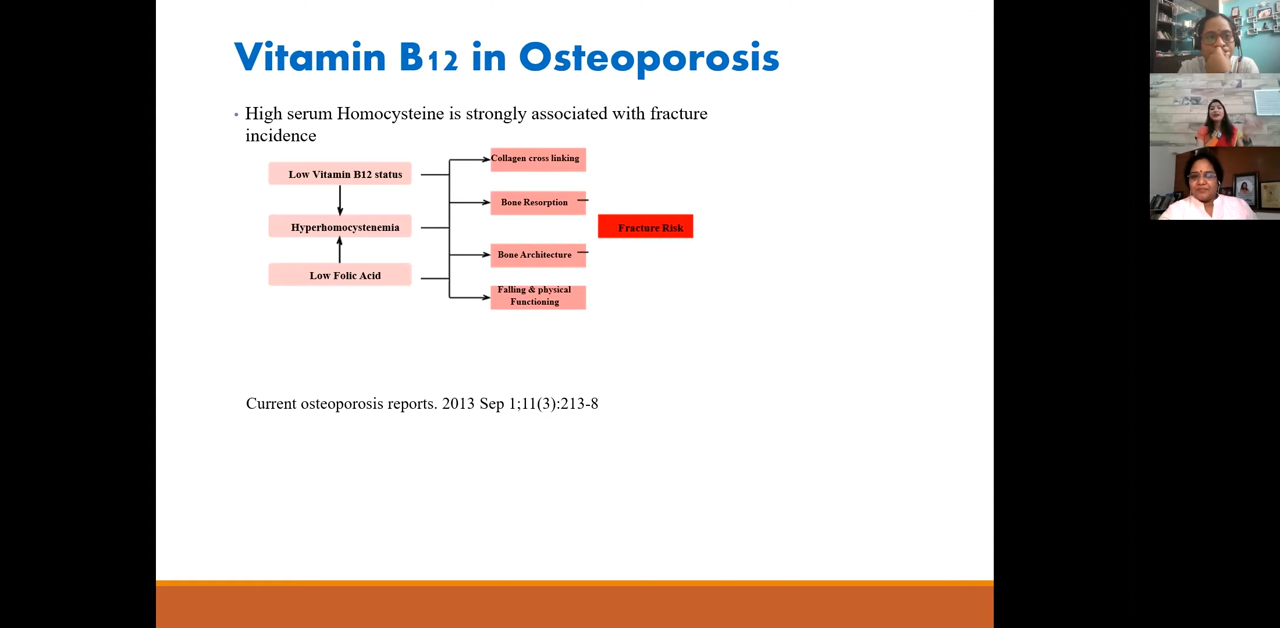 Vitamin B12 in Osteoporosis
• High serum Homocysteine is strongly associated with fracture
incidence
Low Vitamin B12 status
Hyperhomocystenemia
Low Folic Acid
Collagen cross linking
Bone Resorption
Bone Architecture
Falling & physical
Functioning
Fracture Risk
Current osteoporosis reports. 2013 Sep 1;11(3):213-8